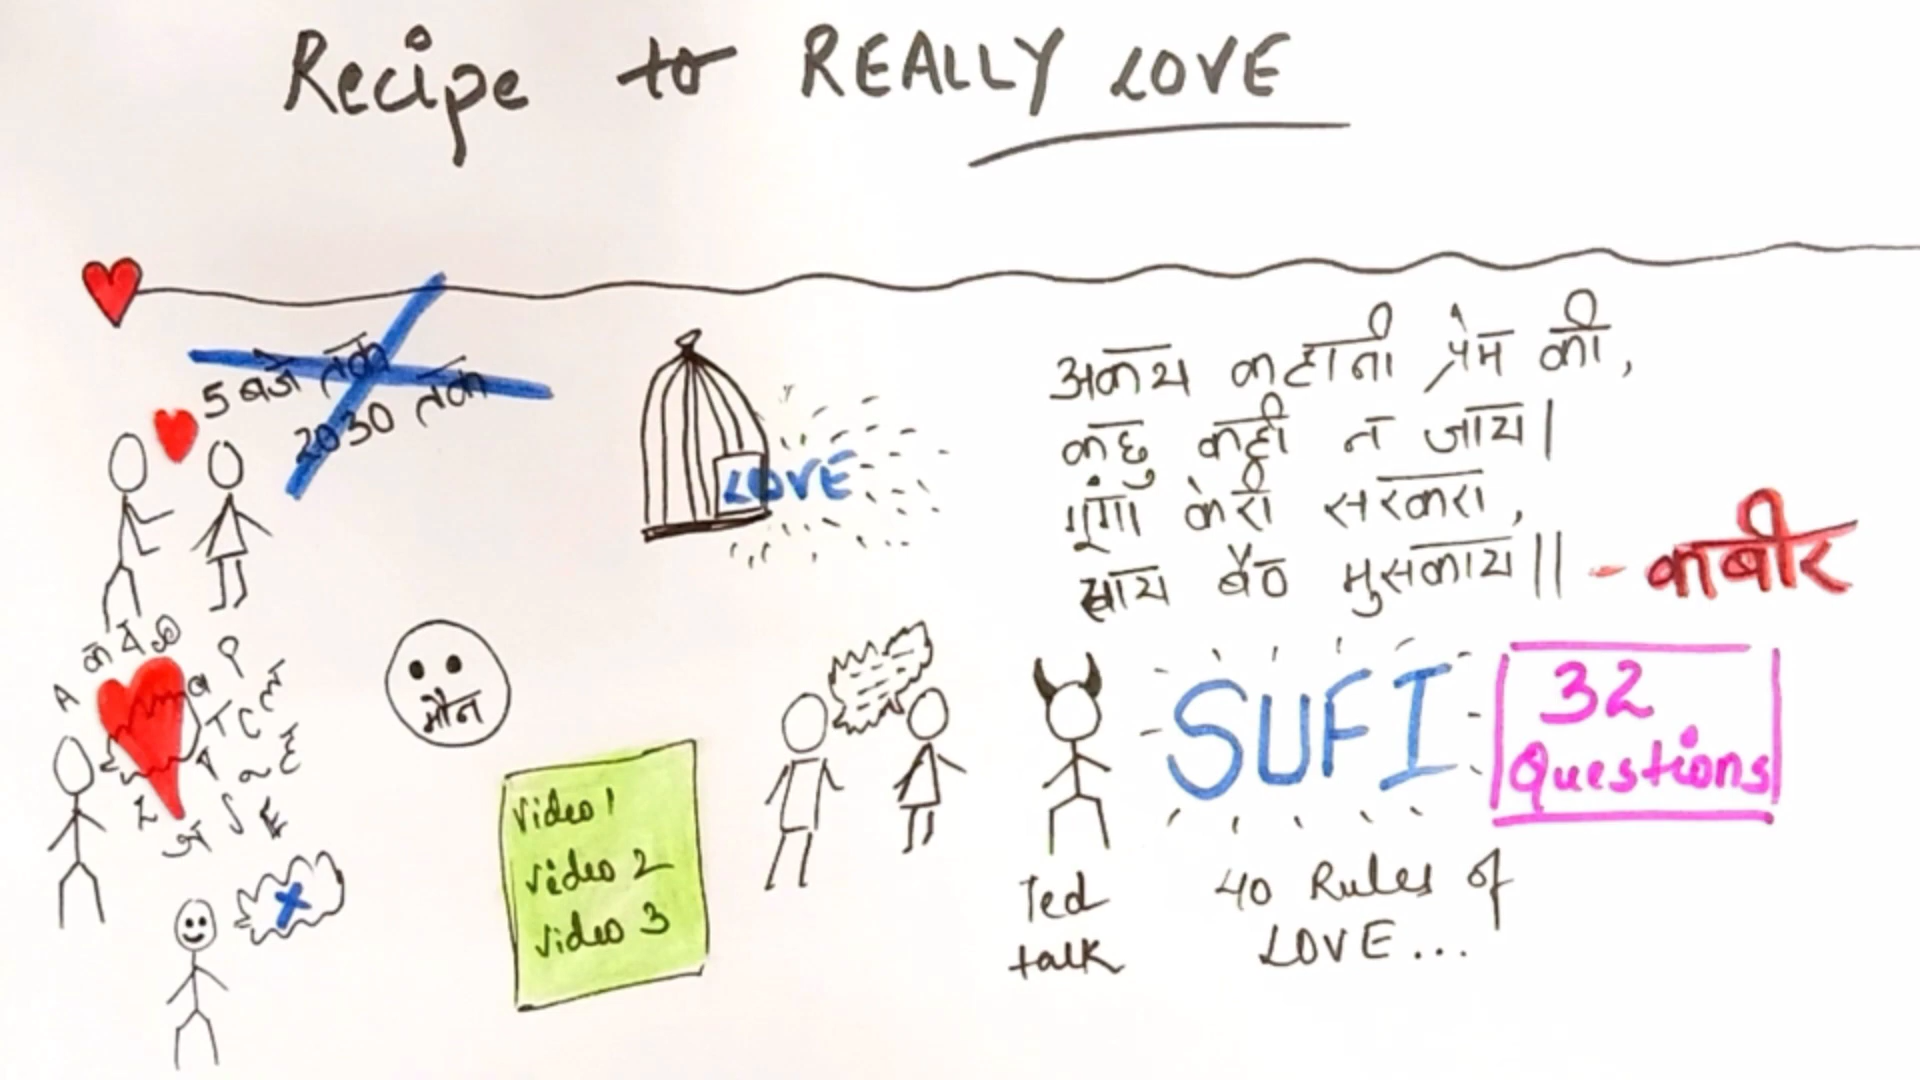 Recipe to REALLY LOVE
5 बजे तक
2030 तक
LOVE
अकथ कहानी प्रेम की,
कछु कही न जाय।
गूंगा केरी सरकरा,
खाय बैठ मुसकाय॥ - कबीर
मौन
SUFI
32
Questions
Video 1
Video 2
Video 3
Ted
talk
40 Rules of
LOVE...